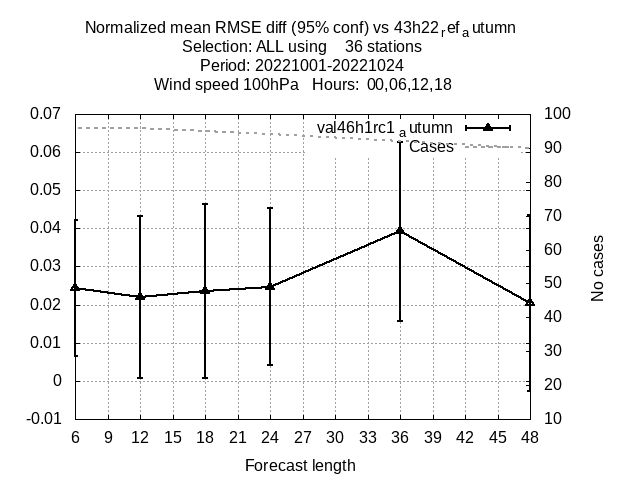 Normalized mean RMSE diff (95% conf) vs 43h22refautumn
Selection: ALL using 36 stations
Period: 20221001-20221024
Wind speed 100hPa Hours: 00,06,12,18
0.07 100
val46h1rc1autumn
Cases
0.06 90
80
0.05
70
0.04
60
0.03
50
0.02
40
0.01
30
0
20
-0.01 10
No cases
6 9 12 15 18 21 24 27 30 33 36 39 42 45 48
Forecast length